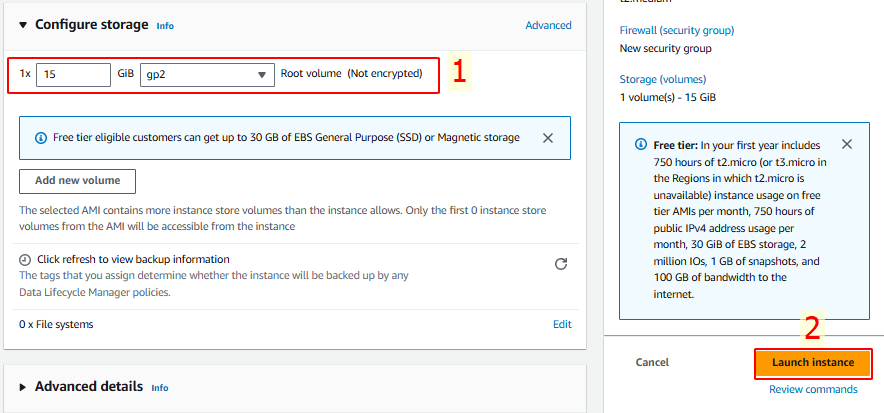 Configure storage Info
Advanced
1x 15 GiB gp2 Root volume (Not encrypted)
1
Free tier eligible customers can get up to 30 GB of EBS General Purpose (SSD) or Magnetic storage
Add new volume
The selected AMI contains more instance store volumes than the instance allows. Only the first 0 instance store
volumes from the AMI will be accessible from the instance
Click refresh to view backup information
The tags that you assign determine whether the instance will be backed up by any
Data Lifecycle Manager policies.
0 x File systems
Edit
Advanced details Info
t2.medium
Firewall (security group)
New security group
Storage (volumes)
1 volume(s) - 15 GiB
Free tier: In your first year includes
750 hours of t2.micro (or t3.micro in
the Regions in which t2.micro is
unavailable) instance usage on free
tier AMIs per month, 750 hours of
public IPv4 address usage per
month, 30 GiB of EBS storage, 2
million IOs, 1 GB of snapshots, and
100 GB of bandwidth to the
internet.
2
Cancel
Launch instance
Review commands